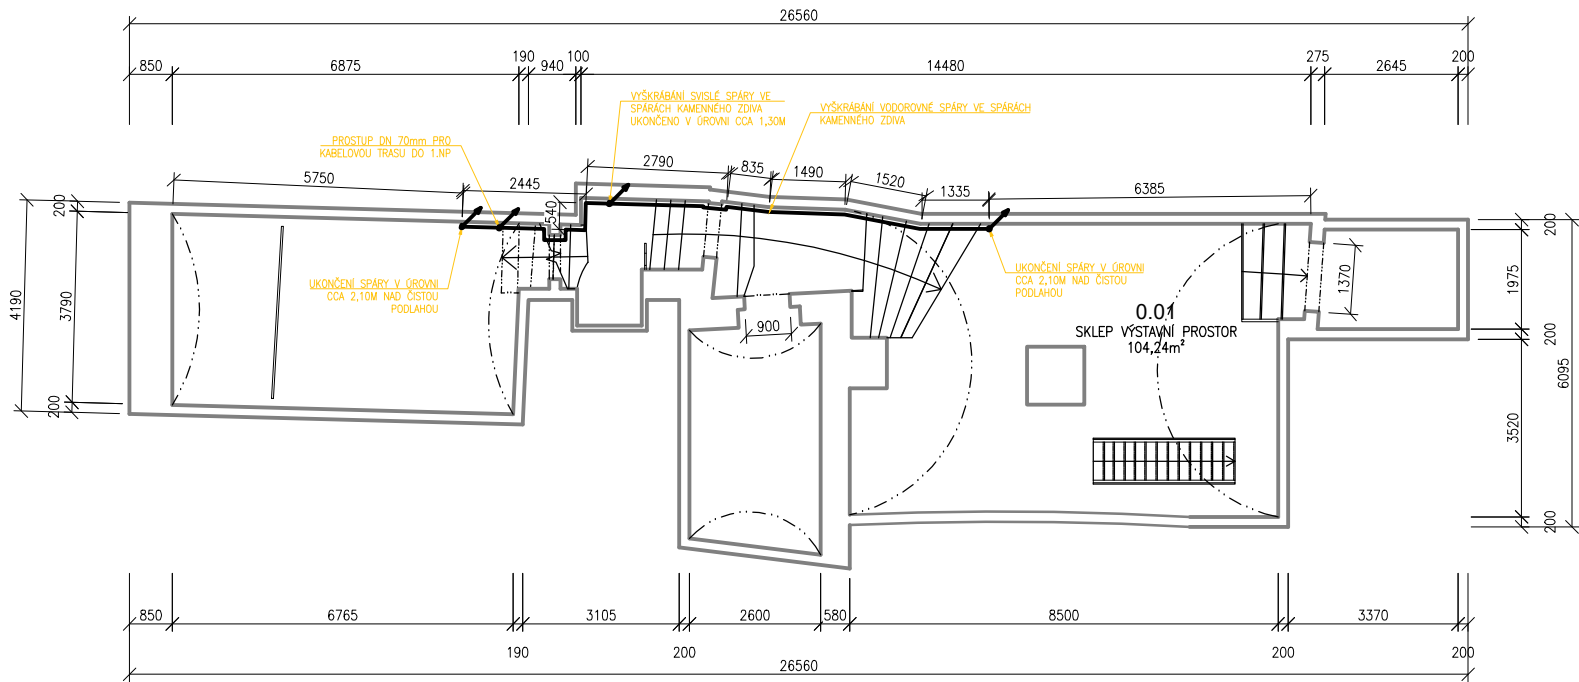 26560
850
6875
190
940
100
14480
275
2645
200
VYŠKRÁBÁNÍ SVISLÉ SPÁRY VE
SPÁRÁCH KAMENNÉHO ZDIVA
UKONČENO V ÚROVNI CCA 1,30M
VYŠKRÁBÁNÍ VODOROVNÉ SPÁRY VE SPÁRÁCH
KAMENNÉHO ZDIVA
PROSTUP DN 70mm PRO
KABELOVOU TRASU DO 1.NP
5750
2445
2790
835
1490
1520
1335
6385
540
200
4190
3790
200
UKONČENÍ SPÁRY V ÚROVNI
CCA 2,10M NAD ČISTOU
PODLAHOU
UKONČENÍ SPÁRY V ÚROVNI
CCA 2,10M NAD ČISTOU
PODLAHOU
900
0.01
SKLEP VÝSTAVNÍ PROSTOR
104,24m²
1370
200
1975
200
6095
3520
200
850
6765
190
3105
200
2600
580
8500
200
3370
200
26560